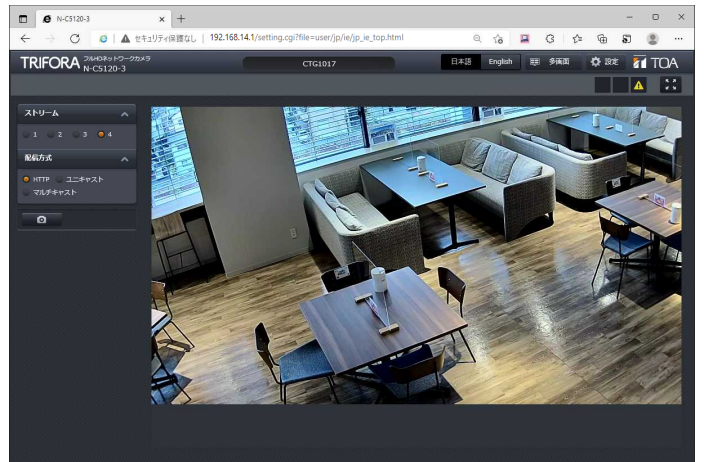 N-C5120-3
セキュリティ保護なし | 192.168.14.1/setting.cgi?file=user/jp/ie/jp_ie_top.html
TRIFORA フルHDネットワークカメラ
N-C5120-3
CTG1017
日本語 English 多画面 設定 TOA
ストリーム
1 2 3 4
配信方式
HTTP ユニキャスト
マルチキャスト